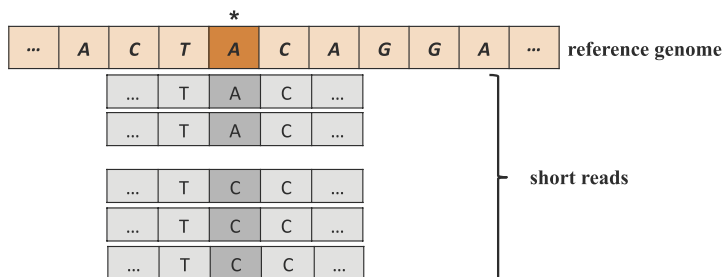 *
... A C T A C A G G A ... reference genome
... T A C ...
... T A C ...
short reads
... T C C ...
... T C C ...
... T C C ...